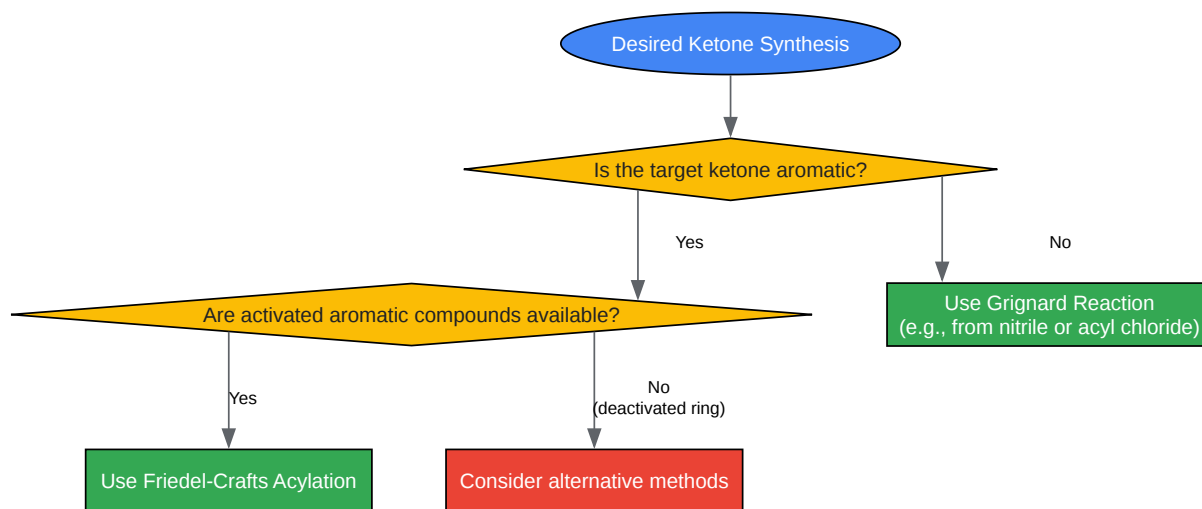 Desired Ketone Synthesis
Is the target ketone aromatic?
Yes
No
Are activated aromatic compounds available?
Use Grignard Reaction
(e.g., from nitrile or acyl chloride)
Yes
No
(deactivated ring)
Use Friedel-Crafts Acylation
Consider alternative methods